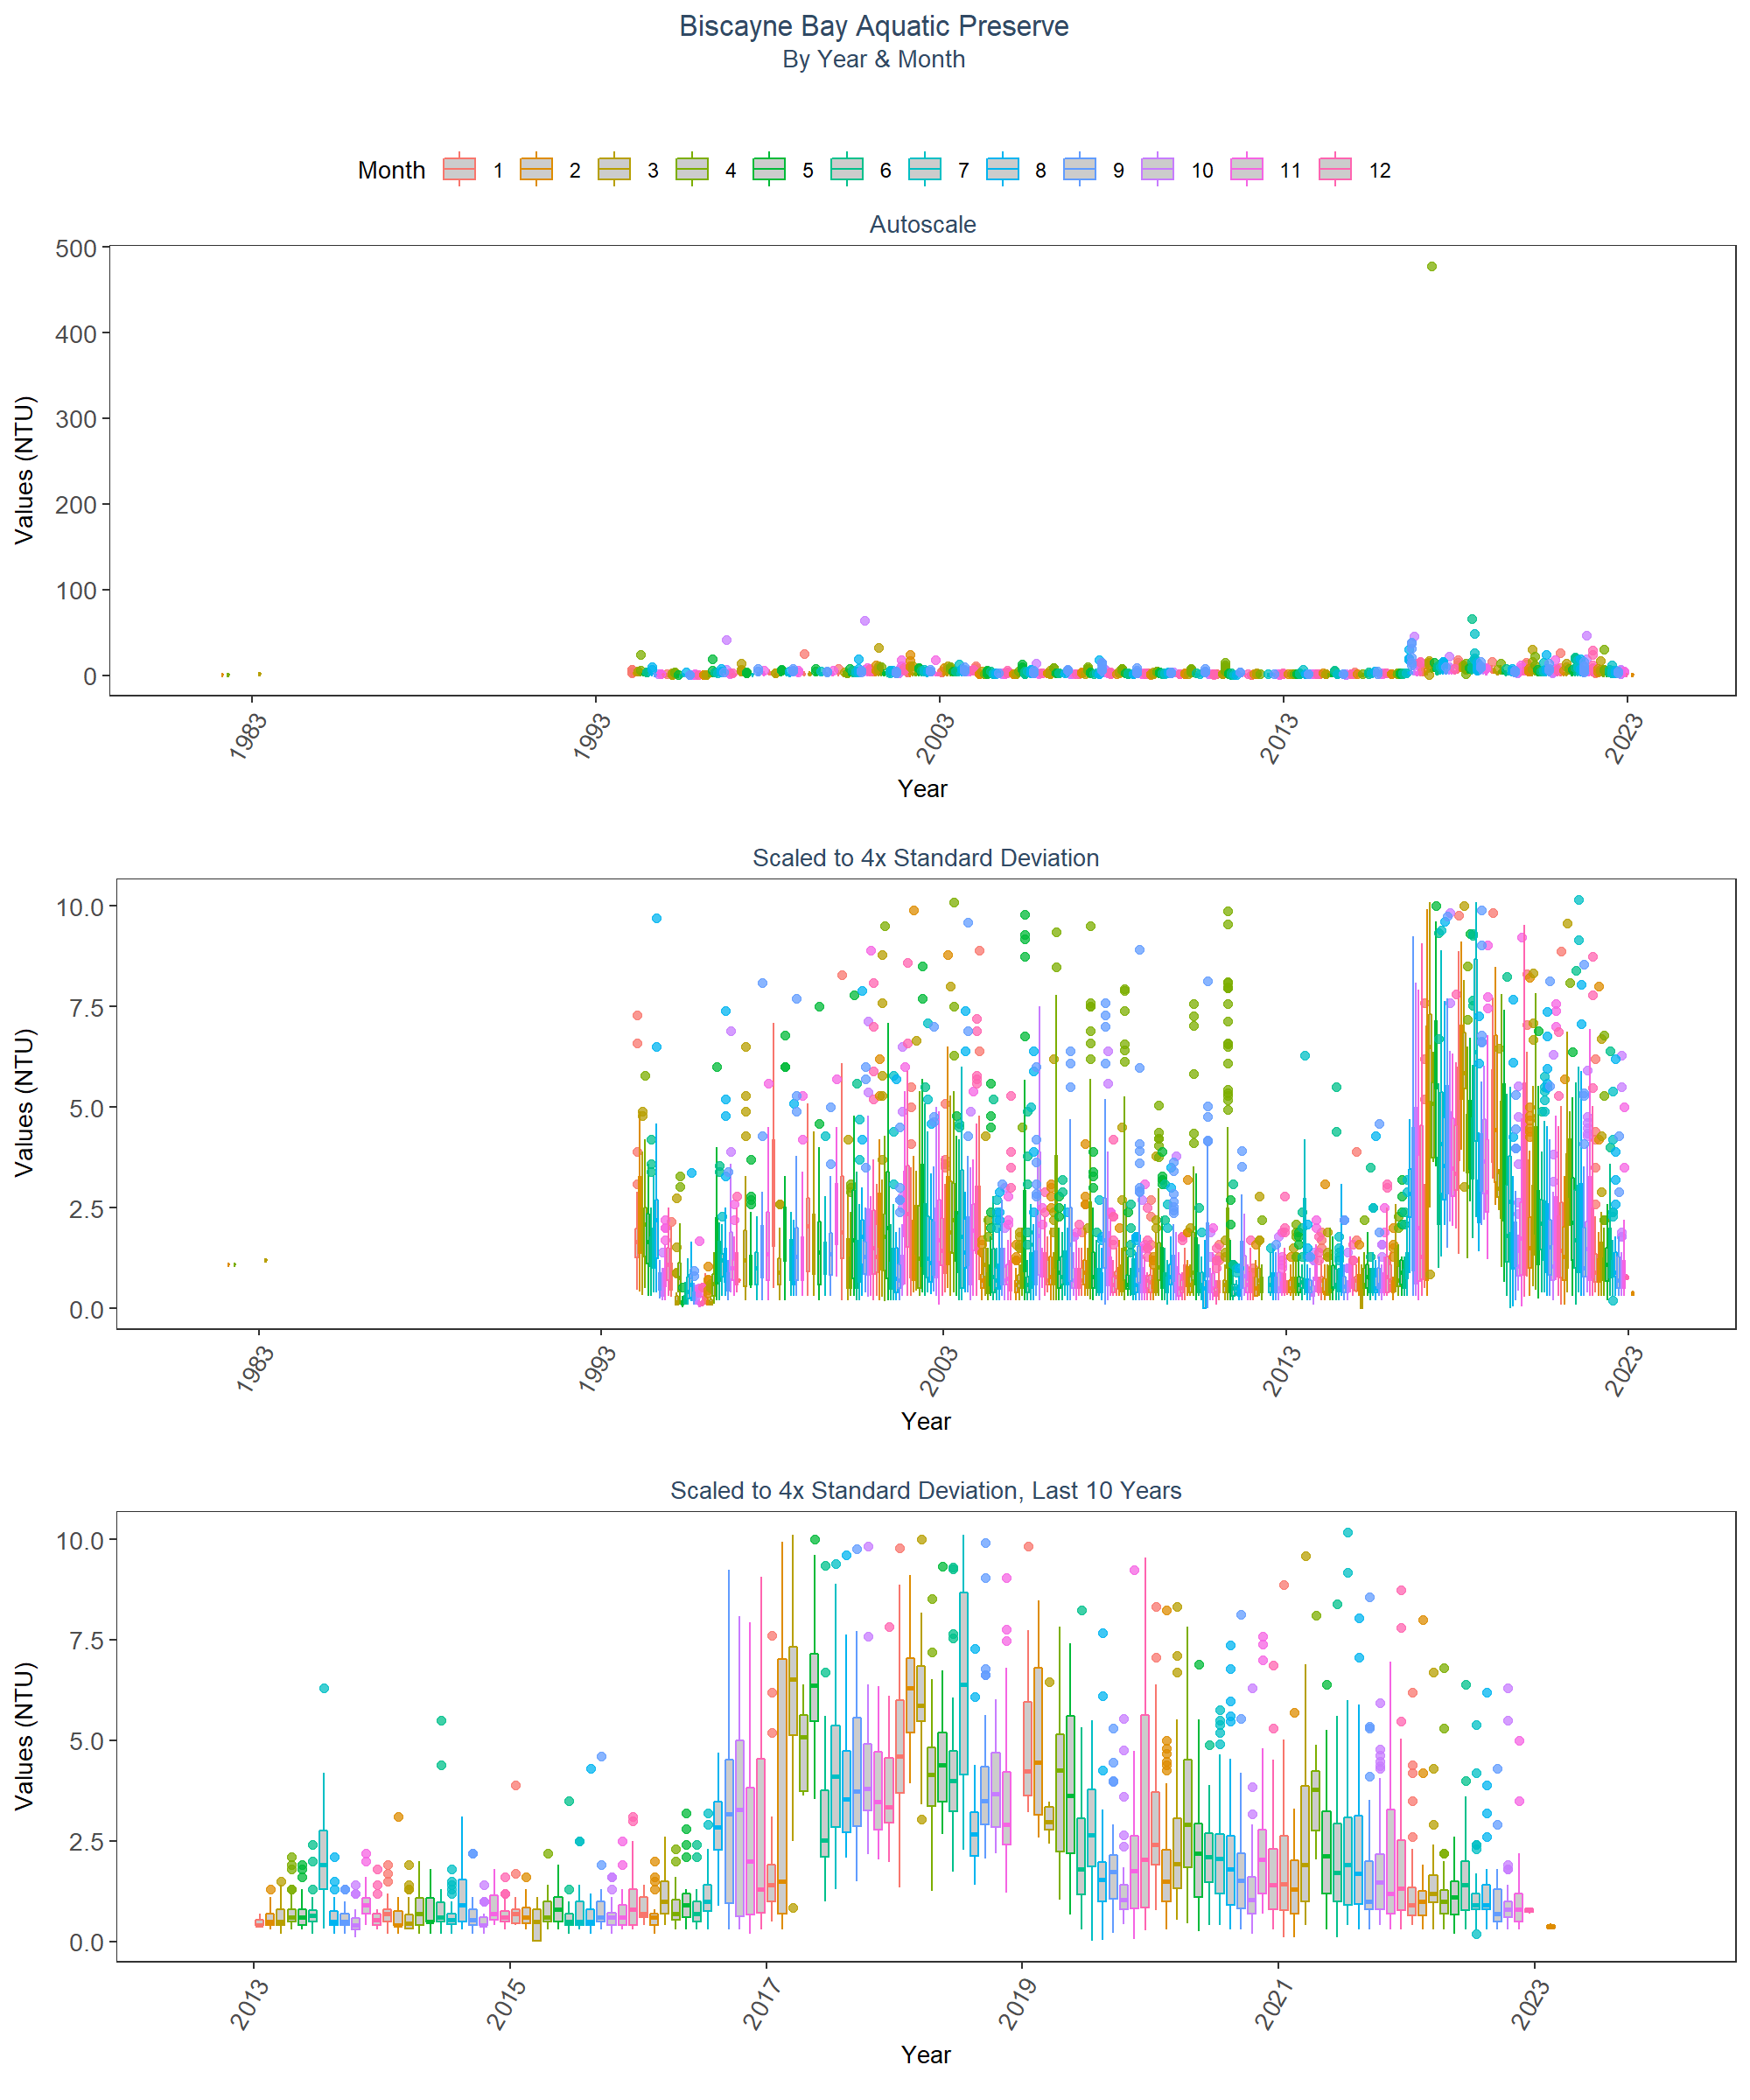 Biscayne Bay Aquatic Preserve
By Year & Month
Month 1 2 3 4 5 6 7 8 9 10 11 12
Autoscale
Values (NTU)
500
400
300
200
100
0
1983 1993 2003 2013 2023
Year
Scaled to 4x Standard Deviation
Values (NTU)
10.0
7.5
5.0
2.5
0.0
1983 1993 2003 2013 2023
Year
Scaled to 4x Standard Deviation, Last 10 Years
Values (NTU)
10.0
7.5
5.0
2.5
0.0
2013 2015 2017 2019 2021 2023
Year